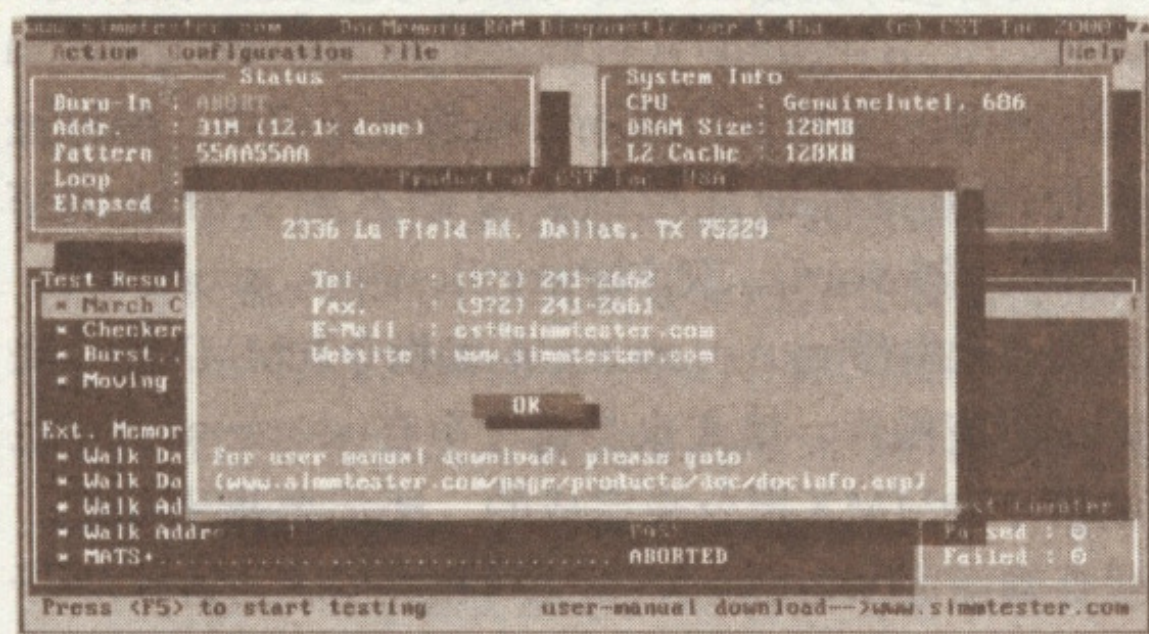 www.simmtester.com DocMemory RAM Diagnostic ver 1.4ba (c) CST Inc 2000
Action Configuration File Help
Status
Burn-In : ABORT
Addr. : 31M (12.1% done)
Pattern : 55AA55AA
Loop :
Elapsed :
System Info
CPU : GenuineIntel, 686
DRAM Size: 128MB
L2 Cache : 128KB
Product of CST Inc. USA
2336 Lu Field Rd. Dallas, TX 75229
Tel. : (972) 241-2662
Fax. : (972) 241-2661
E-Mail : cst@simmtester.com
Website : www.simmtester.com
OK
For user manual download, please goto:
(www.simmtester.com/page/products/doc/docinfo.asp)
Test Resul
* March C
* Checker
* Burst..
* Moving
Ext. Memor
* Walk Da
* Walk Da
* Walk Ad
* Walk Addre PASS
* MATS+.................................... ABORTED
Test Counter
Passed : 0
Failed : 0
Press <F5> to start testing user-manual download-->www.simmtester.com